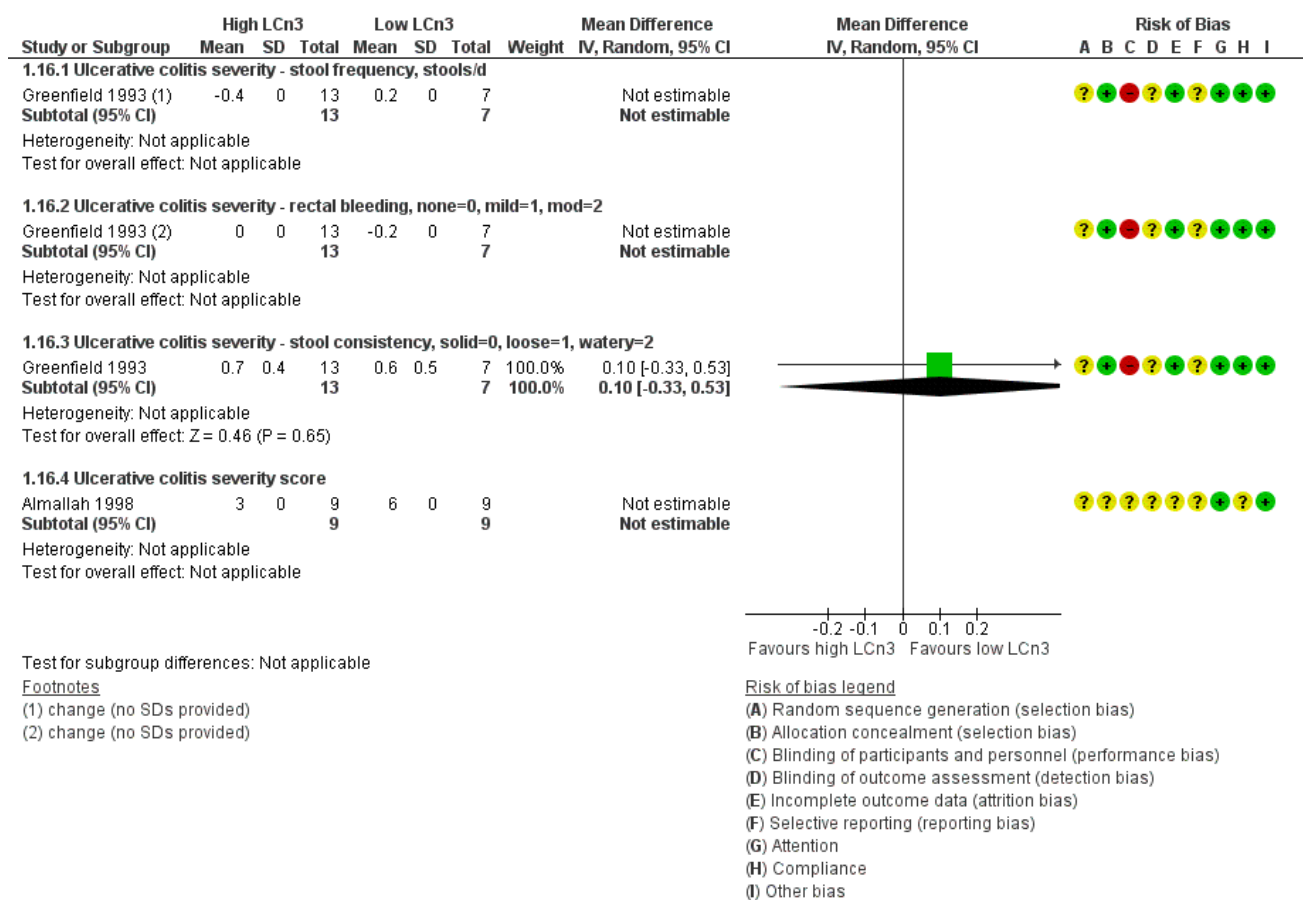 High LCn3 Low LCn3 Mean Difference Mean Difference Risk of Bias
Study or Subgroup Mean SD Total Mean SD Total Weight IV, Random, 95% CI IV, Random, 95% CI A B C D E F G H I
1.16.1 Ulcerative colitis severity - stool frequency, stools/d
Greenfield 1993 (1) -0.4 0 13 0.2 0 7 Not estimable ? + - ? + ? + + +
Subtotal (95% CI) 13 7 Not estimable
Heterogeneity: Not applicable
Test for overall effect: Not applicable
1.16.2 Ulcerative colitis severity - rectal bleeding, none=0, mild=1, mod=2
Greenfield 1993 (2) 0 0 13 -0.2 0 7 Not estimable ? + - ? + ? + + +
Subtotal (95% CI) 13 7 Not estimable
Heterogeneity: Not applicable
Test for overall effect: Not applicable
1.16.3 Ulcerative colitis severity - stool consistency, solid=0, loose=1, watery=2
Greenfield 1993 0.7 0.4 13 0.6 0.5 7 100.0% 0.10 [-0.33, 0.53] ? + - ? + ? + + +
Subtotal (95% CI) 13 7 100.0% 0.10 [-0.33, 0.53]
Heterogeneity: Not applicable
Test for overall effect: Z = 0.46 (P = 0.65)
1.16.4 Ulcerative colitis severity score
Almallah 1998 3 0 9 6 0 9 Not estimable ? ? ? ? ? ? + ? +
Subtotal (95% CI) 9 9 Not estimable
Heterogeneity: Not applicable
Test for overall effect: Not applicable
-0.2 -0.1 0 0.1 0.2
Favours high LCn3 Favours low LCn3
Test for subgroup differences: Not applicable
Footnotes
(1) change (no SDs provided)
(2) change (no SDs provided)
Risk of bias legend
(A) Random sequence generation (selection bias)
(B) Allocation concealment (selection bias)
(C) Blinding of participants and personnel (performance bias)
(D) Blinding of outcome assessment (detection bias)
(E) Incomplete outcome data (attrition bias)
(F) Selective reporting (reporting bias)
(G) Attention
(H) Compliance
(I) Other bias